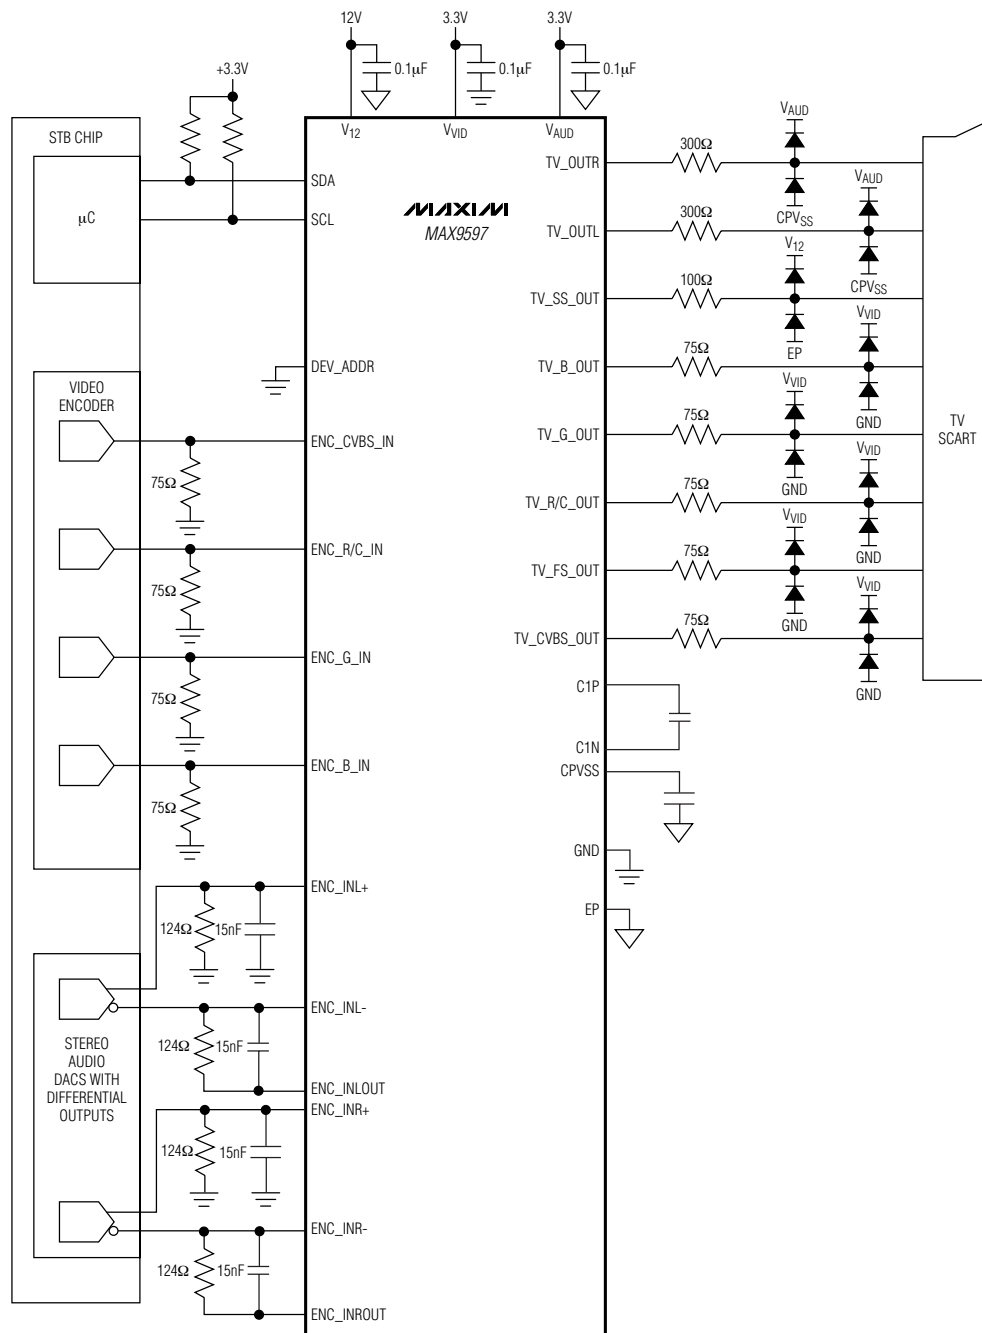 12V
3.3V
3.3V
0.1µF
0.1µF
0.1µF
+3.3V
V12
VVID
VAUD
STB CHIP
µC
SDA
SCL
MAXIM
MAX9597
DEV_ADDR
VIDEO
ENCODER
ENC_CVBS_IN
75Ω
ENC_R/C_IN
75Ω
ENC_G_IN
75Ω
ENC_B_IN
75Ω
ENC_INL+
124Ω
15nF
ENC_INL-
124Ω
15nF
ENC_INLOUT
STEREO
AUDIO
DACS WITH
DIFFERENTIAL
OUTPUTS
ENC_INR+
124Ω
15nF
ENC_INR-
124Ω
15nF
ENC_INROUT
TV_OUTR
300Ω
VAUD
CPVSS
TV_OUTL
300Ω
VAUD
CPVSS
TV_SS_OUT
100Ω
V12
EP
TV_B_OUT
75Ω
VVID
GND
TV_G_OUT
75Ω
VVID
GND
TV_R/C_OUT
75Ω
VVID
GND
TV_FS_OUT
75Ω
VVID
GND
TV_CVBS_OUT
75Ω
VVID
GND
TV
SCART
C1P
C1N
CPVSS
GND
EP